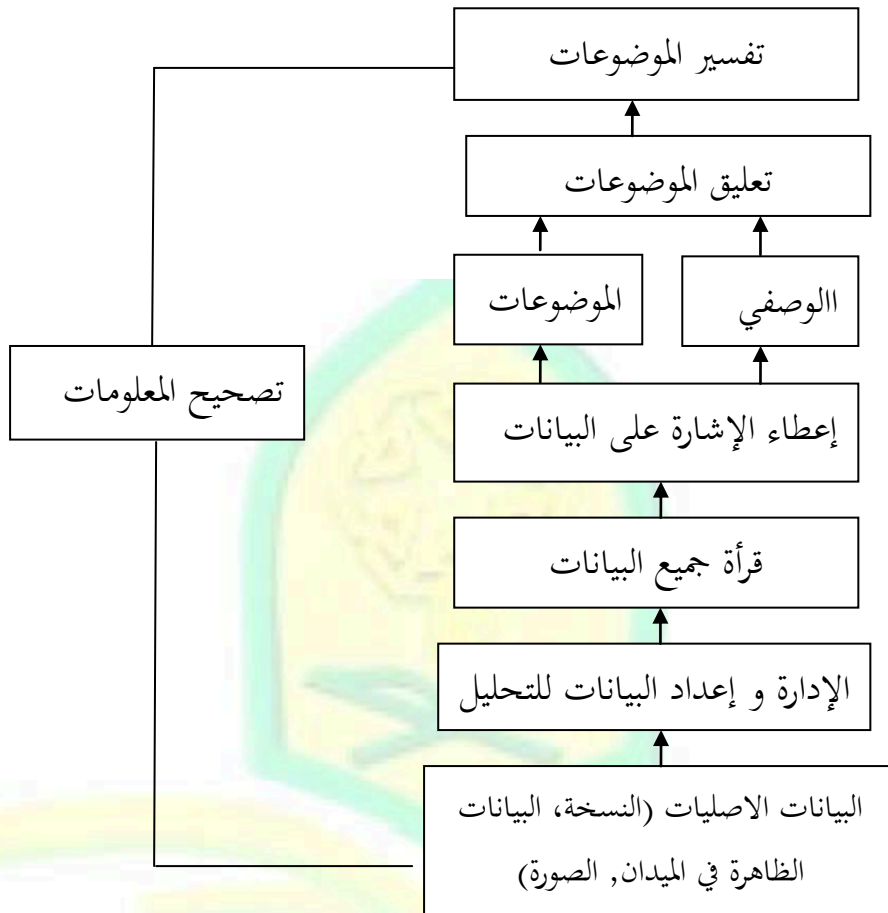 تفسير الموضوعات
تعليق الموضوعات
االوصفي
الموضوعات
تصحيح المعلومات
إعطاء الإشارة على البيانات
قرأة جميع البيانات
الإدارة و إعداد البيانات للتحليل
البيانات الاصليات (النسخة، البيانات
الظاهرة في الميدان, الصورة)